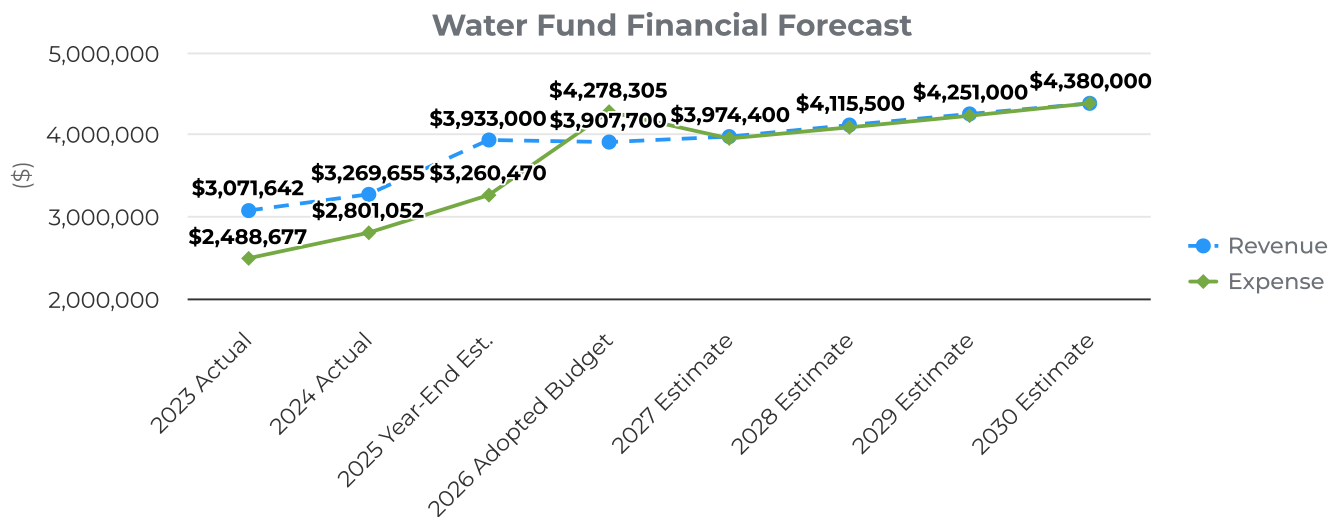 Water Fund Financial Forecast
5,000,000
4,000,000
3,000,000
2,000,000
($)
$3,071,642
$3,269,655
$3,933,000
$3,907,700
$3,974,400
$4,115,500
$4,251,000
$4,380,000
$2,488,677
$2,801,052
$3,260,470
$4,278,305
2023 Actual
2024 Actual
2025 Year-End Est.
2026 Adopted Budget
2027 Estimate
2028 Estimate
2029 Estimate
2030 Estimate
Revenue
Expense